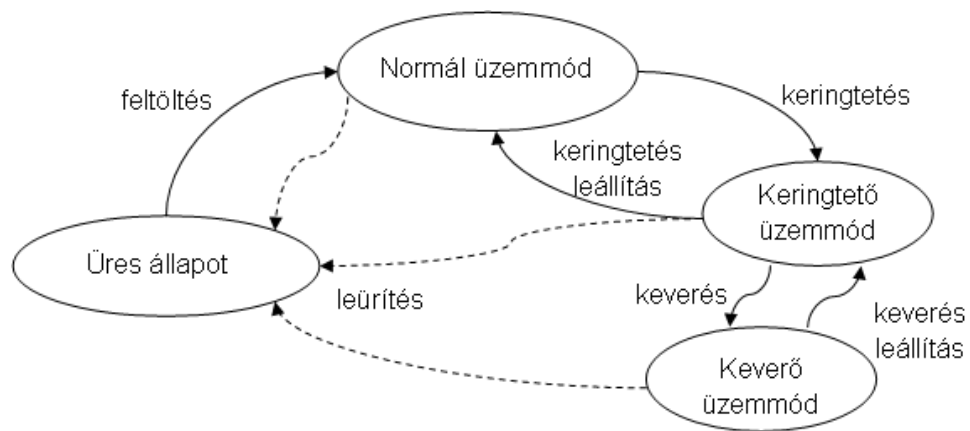 Normál üzemmód
feltöltés
keringtetés
keringtetés
leállítás
Keringtető
üzemmód
Üres állapot
leürítés
keverés
keverés
leállítás
Keverő
üzemmód